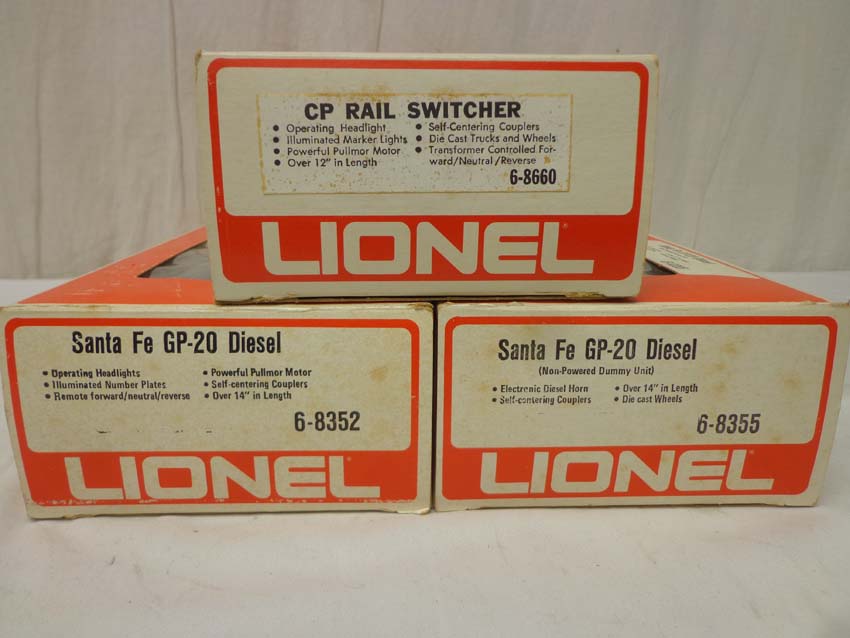 CP RAIL SWITCHER
• Operating Headlight
• Illuminated Marker Lights
• Powerful Pullmor Motor
• Over 12" in Length
• Self-Centering Couplers
• Die Cast Trucks and Wheels
• Transformer Controlled For-
ward/Neutral/Reverse
6-8660
LIONEL
Santa Fe GP-20 Diesel
• Operating Headlights
• Illuminated Number Plates
• Remote forward/neutral/reverse
• Powerful Pullmor Motor
• Self-centering Couplers
• Over 14" in Length
6-8352
LIONEL
Santa Fe GP-20 Diesel
(Non-Powered Dummy Unit)
• Electronic Diesel Horn
• Self-centering Couplers
• Over 14" in Length
• Die cast Wheels
6-8355
LIONEL